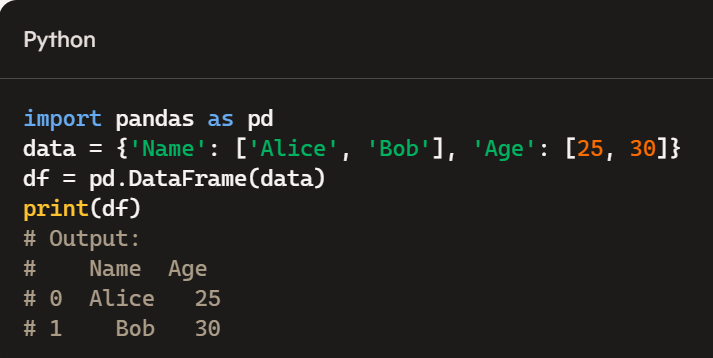 Python
import pandas as pd
data = {'Name': ['Alice', 'Bob'], 'Age': [25, 30]}
df = pd.DataFrame(data)
print(df)
# Output:
#    Name  Age
# 0  Alice   25
# 1    Bob   30